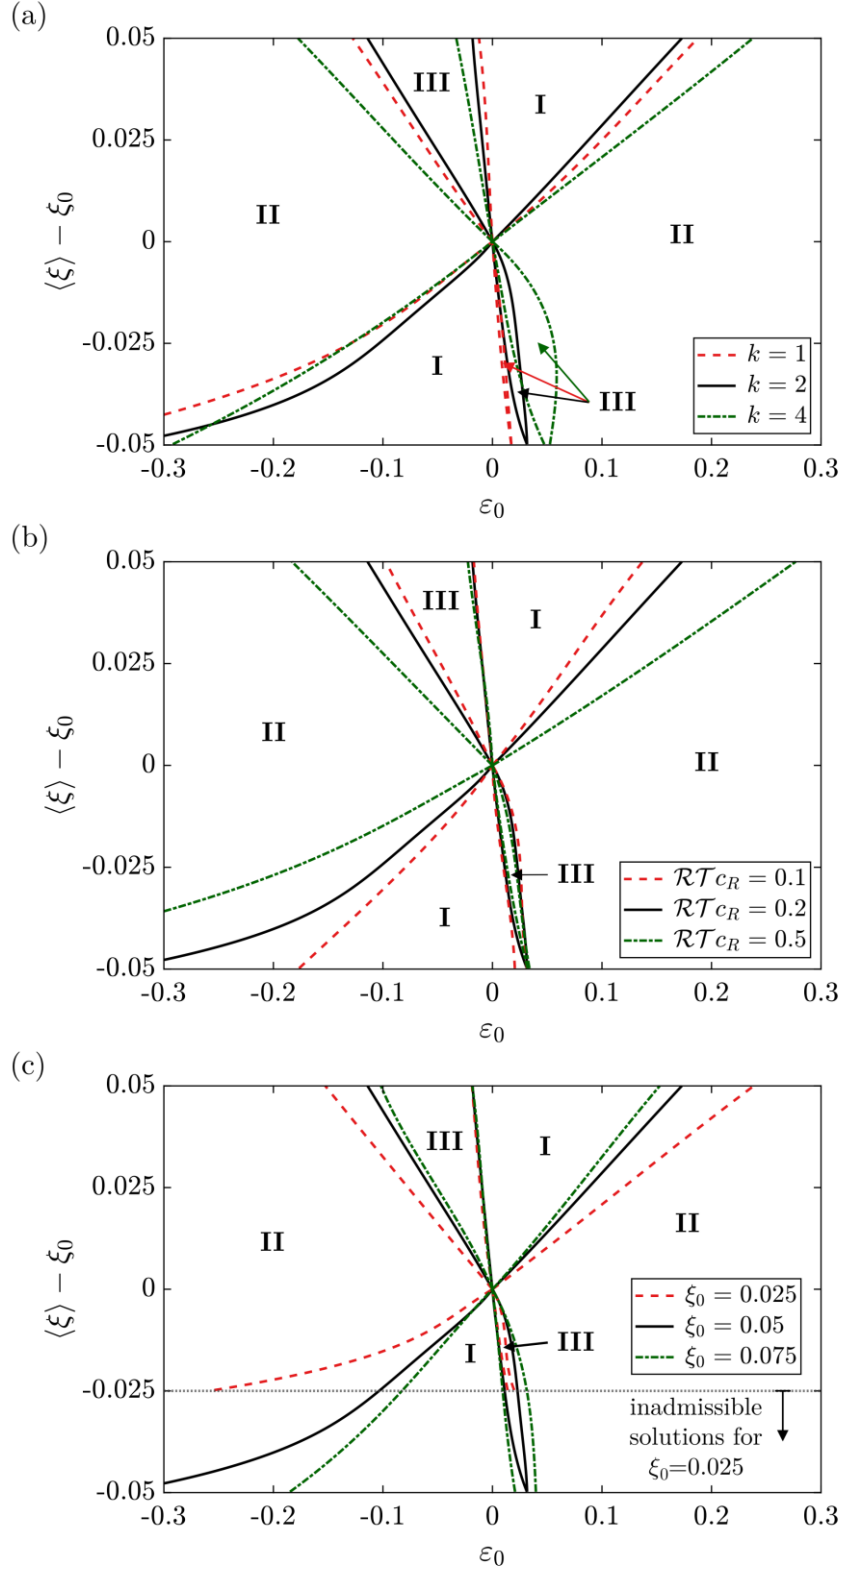 (a)
0.05
III
I
0.025
II
II
⟨ξ⟩ − ξ₀
0
-0.025
I
III
k = 1
k = 2
k = 4
-0.05
-0.3 -0.2 -0.1 0 0.1 0.2 0.3
ε₀
(b)
0.05
III
I
0.025
II
II
⟨ξ⟩ − ξ₀
0
-0.025
III
I
ℛ𝒯c_R = 0.1
ℛ𝒯c_R = 0.2
ℛ𝒯c_R = 0.5
-0.05
-0.3 -0.2 -0.1 0 0.1 0.2 0.3
ε₀
(c)
0.05
III
I
0.025
II
II
⟨ξ⟩ − ξ₀
0
ξ₀ = 0.025
ξ₀ = 0.05
ξ₀ = 0.075
III
I
-0.025
inadmissible
solutions for
ξ₀=0.025
-0.05
-0.3 -0.2 -0.1 0 0.1 0.2 0.3
ε₀